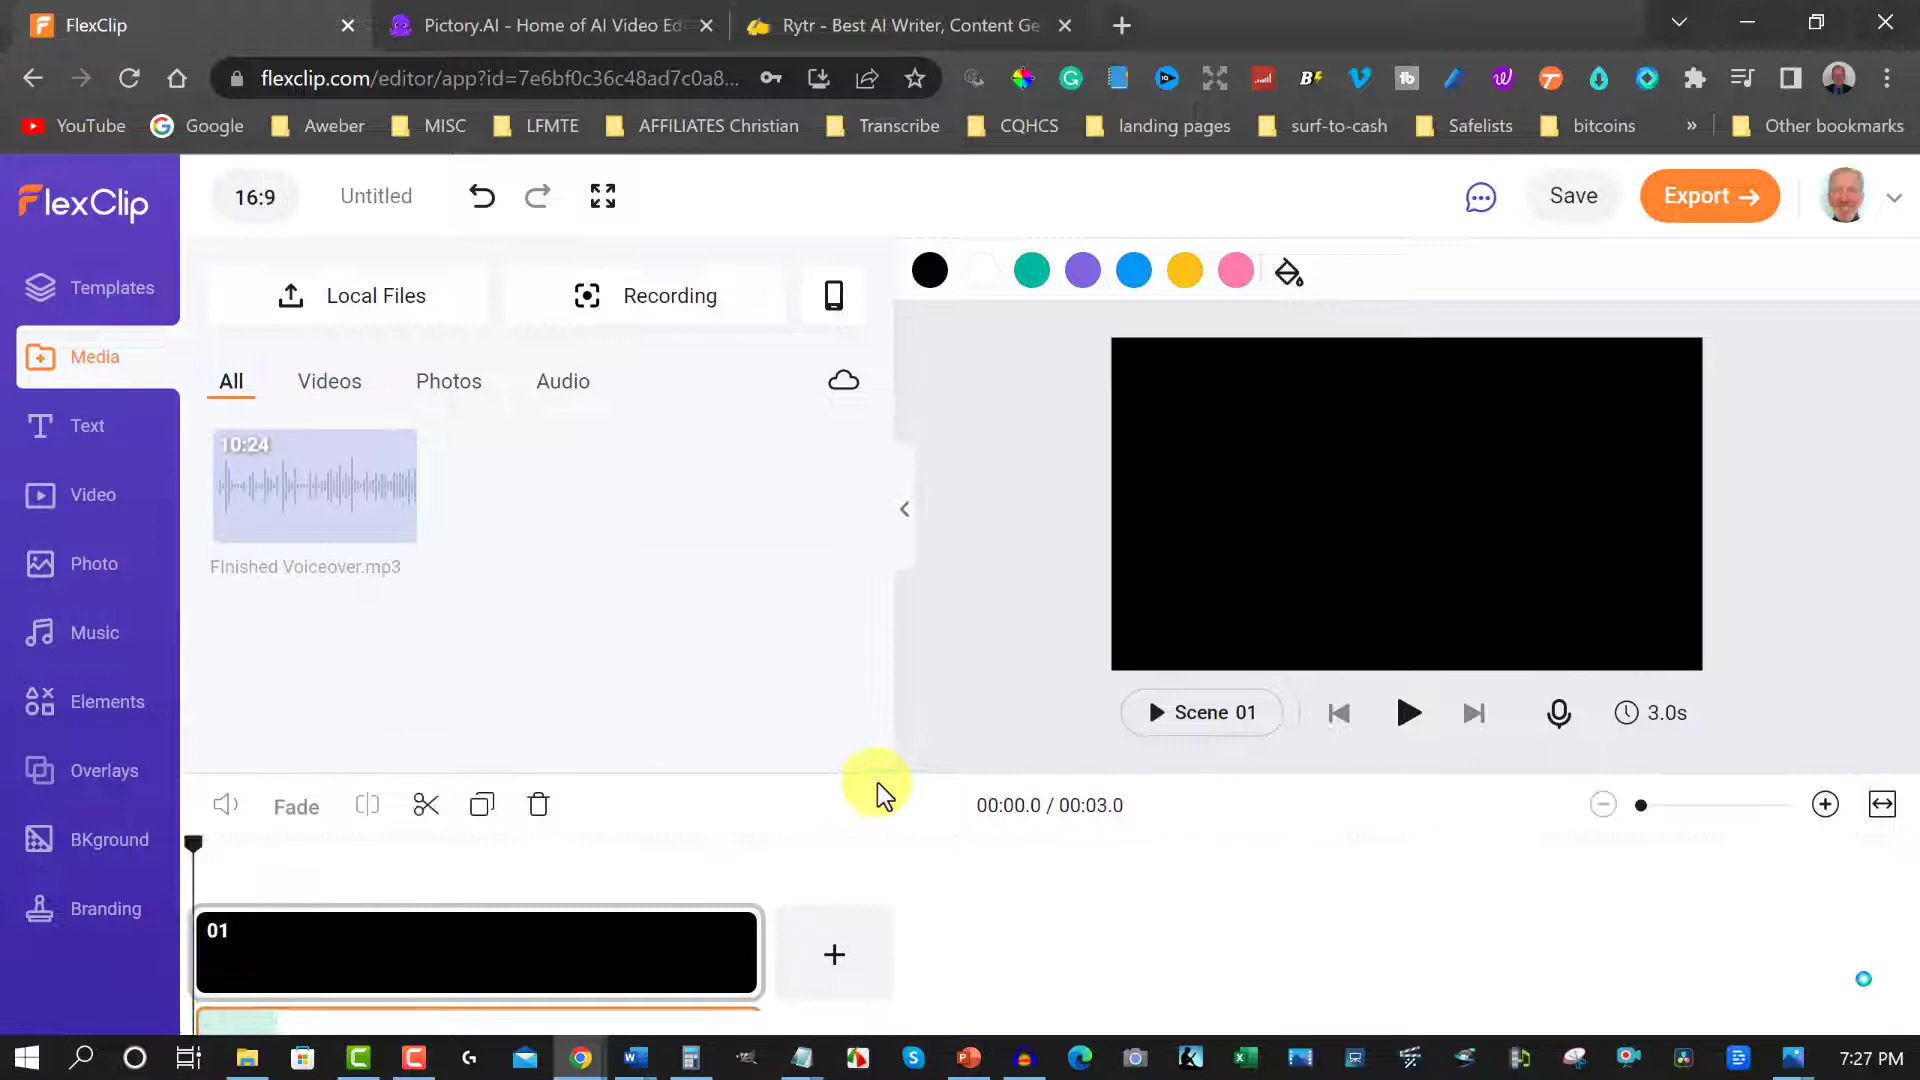 FlexClip
Pictory.AI - Home of AI Video Ed
Rytr - Best AI Writer, Content Ge
flexclip.com/editor/app?id=7e6bf0c36c48ad7c0a8...
YouTube
Google
Aweber
MISC
LFMTE
AFFILIATES Christian
Transcribe
CQHCS
landing pages
surf-to-cash
Safelists
bitcoins
»
Other bookmarks
FlexClip
16:9
Untitled
Save
Export
Templates
Media
Text
Video
Photo
Music
Elements
Overlays
BKground
Branding
Local Files
Recording
All
Videos
Photos
Audio
10:24
FInished Voiceover.mp3
Scene 01
3.0s
Fade
00:00.0 / 00:03.0
01
7:27 PM